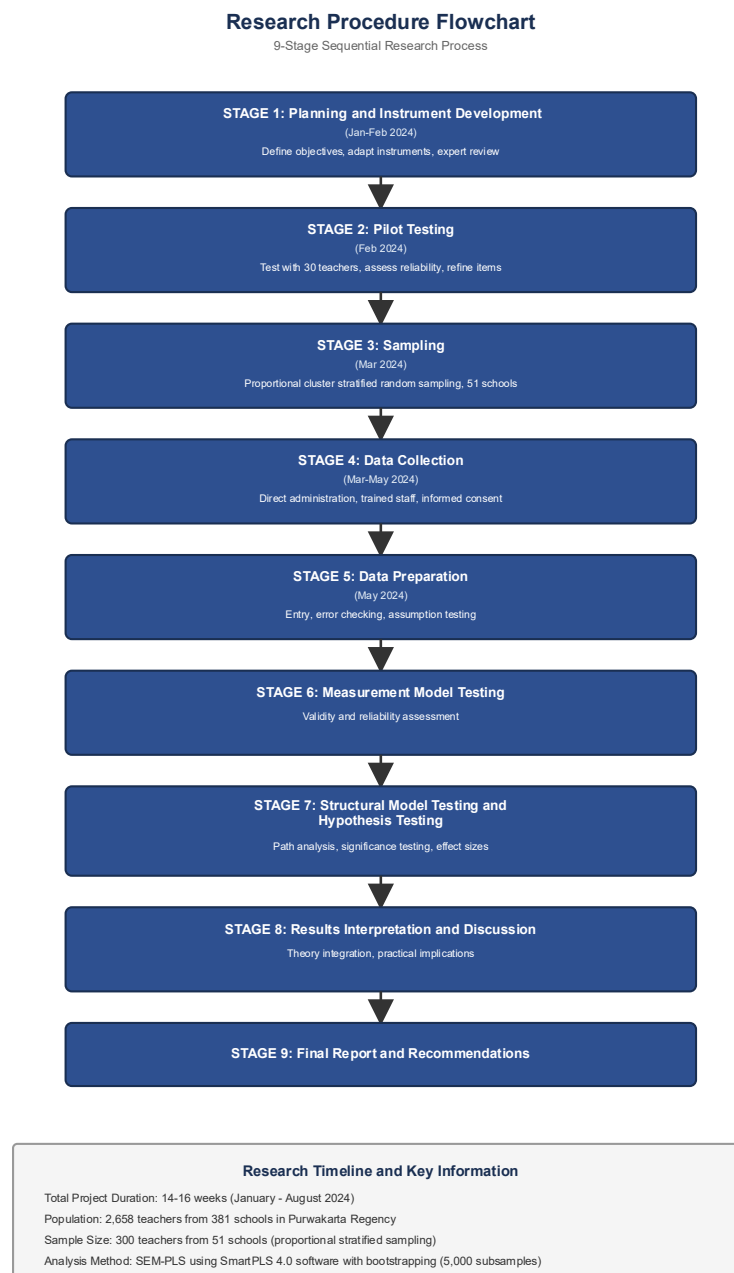 Research Procedure Flowchart
9-Stage Sequential Research Process
STAGE 1: Planning and Instrument Development
(Jan-Feb 2024)
Define objectives, adapt instruments, expert review
STAGE 2: Pilot Testing
(Feb 2024)
Test with 30 teachers, assess reliability, refine items
STAGE 3: Sampling
(Mar 2024)
Proportional cluster stratified random sampling, 51 schools
STAGE 4: Data Collection
(Mar-May 2024)
Direct administration, trained staff, informed consent
STAGE 5: Data Preparation
(May 2024)
Entry, error checking, assumption testing
STAGE 6: Measurement Model Testing
Validity and reliability assessment
STAGE 7: Structural Model Testing and
Hypothesis Testing
Path analysis, significance testing, effect sizes
STAGE 8: Results Interpretation and Discussion
Theory integration, practical implications
STAGE 9: Final Report and Recommendations
Research Timeline and Key Information
Total Project Duration: 14-16 weeks (January - August 2024)
Population: 2,658 teachers from 381 schools in Purwakarta Regency
Sample Size: 300 teachers from 51 schools (proportional stratified sampling)
Analysis Method: SEM-PLS using SmartPLS 4.0 software with bootstrapping (5,000 subsamples)